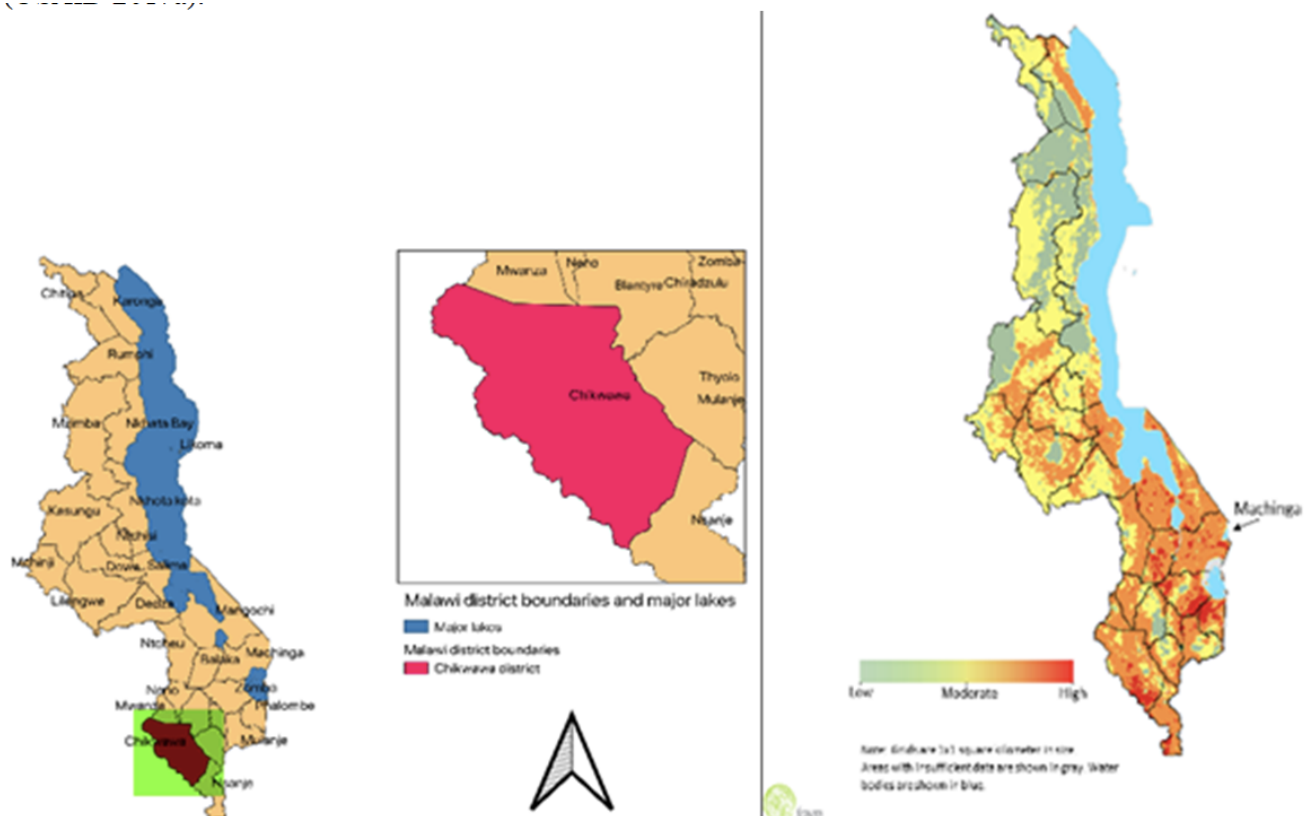 Chitipa
Karonga
Rumphi
Mzimba
Nkhata Bay
Likoma
Nkhota kota
Kasungu
Ntchisi
Mchinji
Dowa
Salima
Lilongwe
Dedza
Mangochi
Ntcheu
Balaka
Machinga
Neno
Zomba
Mwanza
Phalombe
Chikwawa
Mulanje
Nsanje
Mwanza
Neno
Zomba
Blantyre
Chiradzulu
Thyolo
Chikwawa
Mulanje
Nsanje
Malawi district boundaries and major lakes
Major lakes
Malawi district boundaries
Chikwawa district
Machinga
Low
Moderate
High
Note: Grids are 1x1 square kilometer in size.
Areas with insufficient data are shown in gray. Water
bodies are shown in blue.